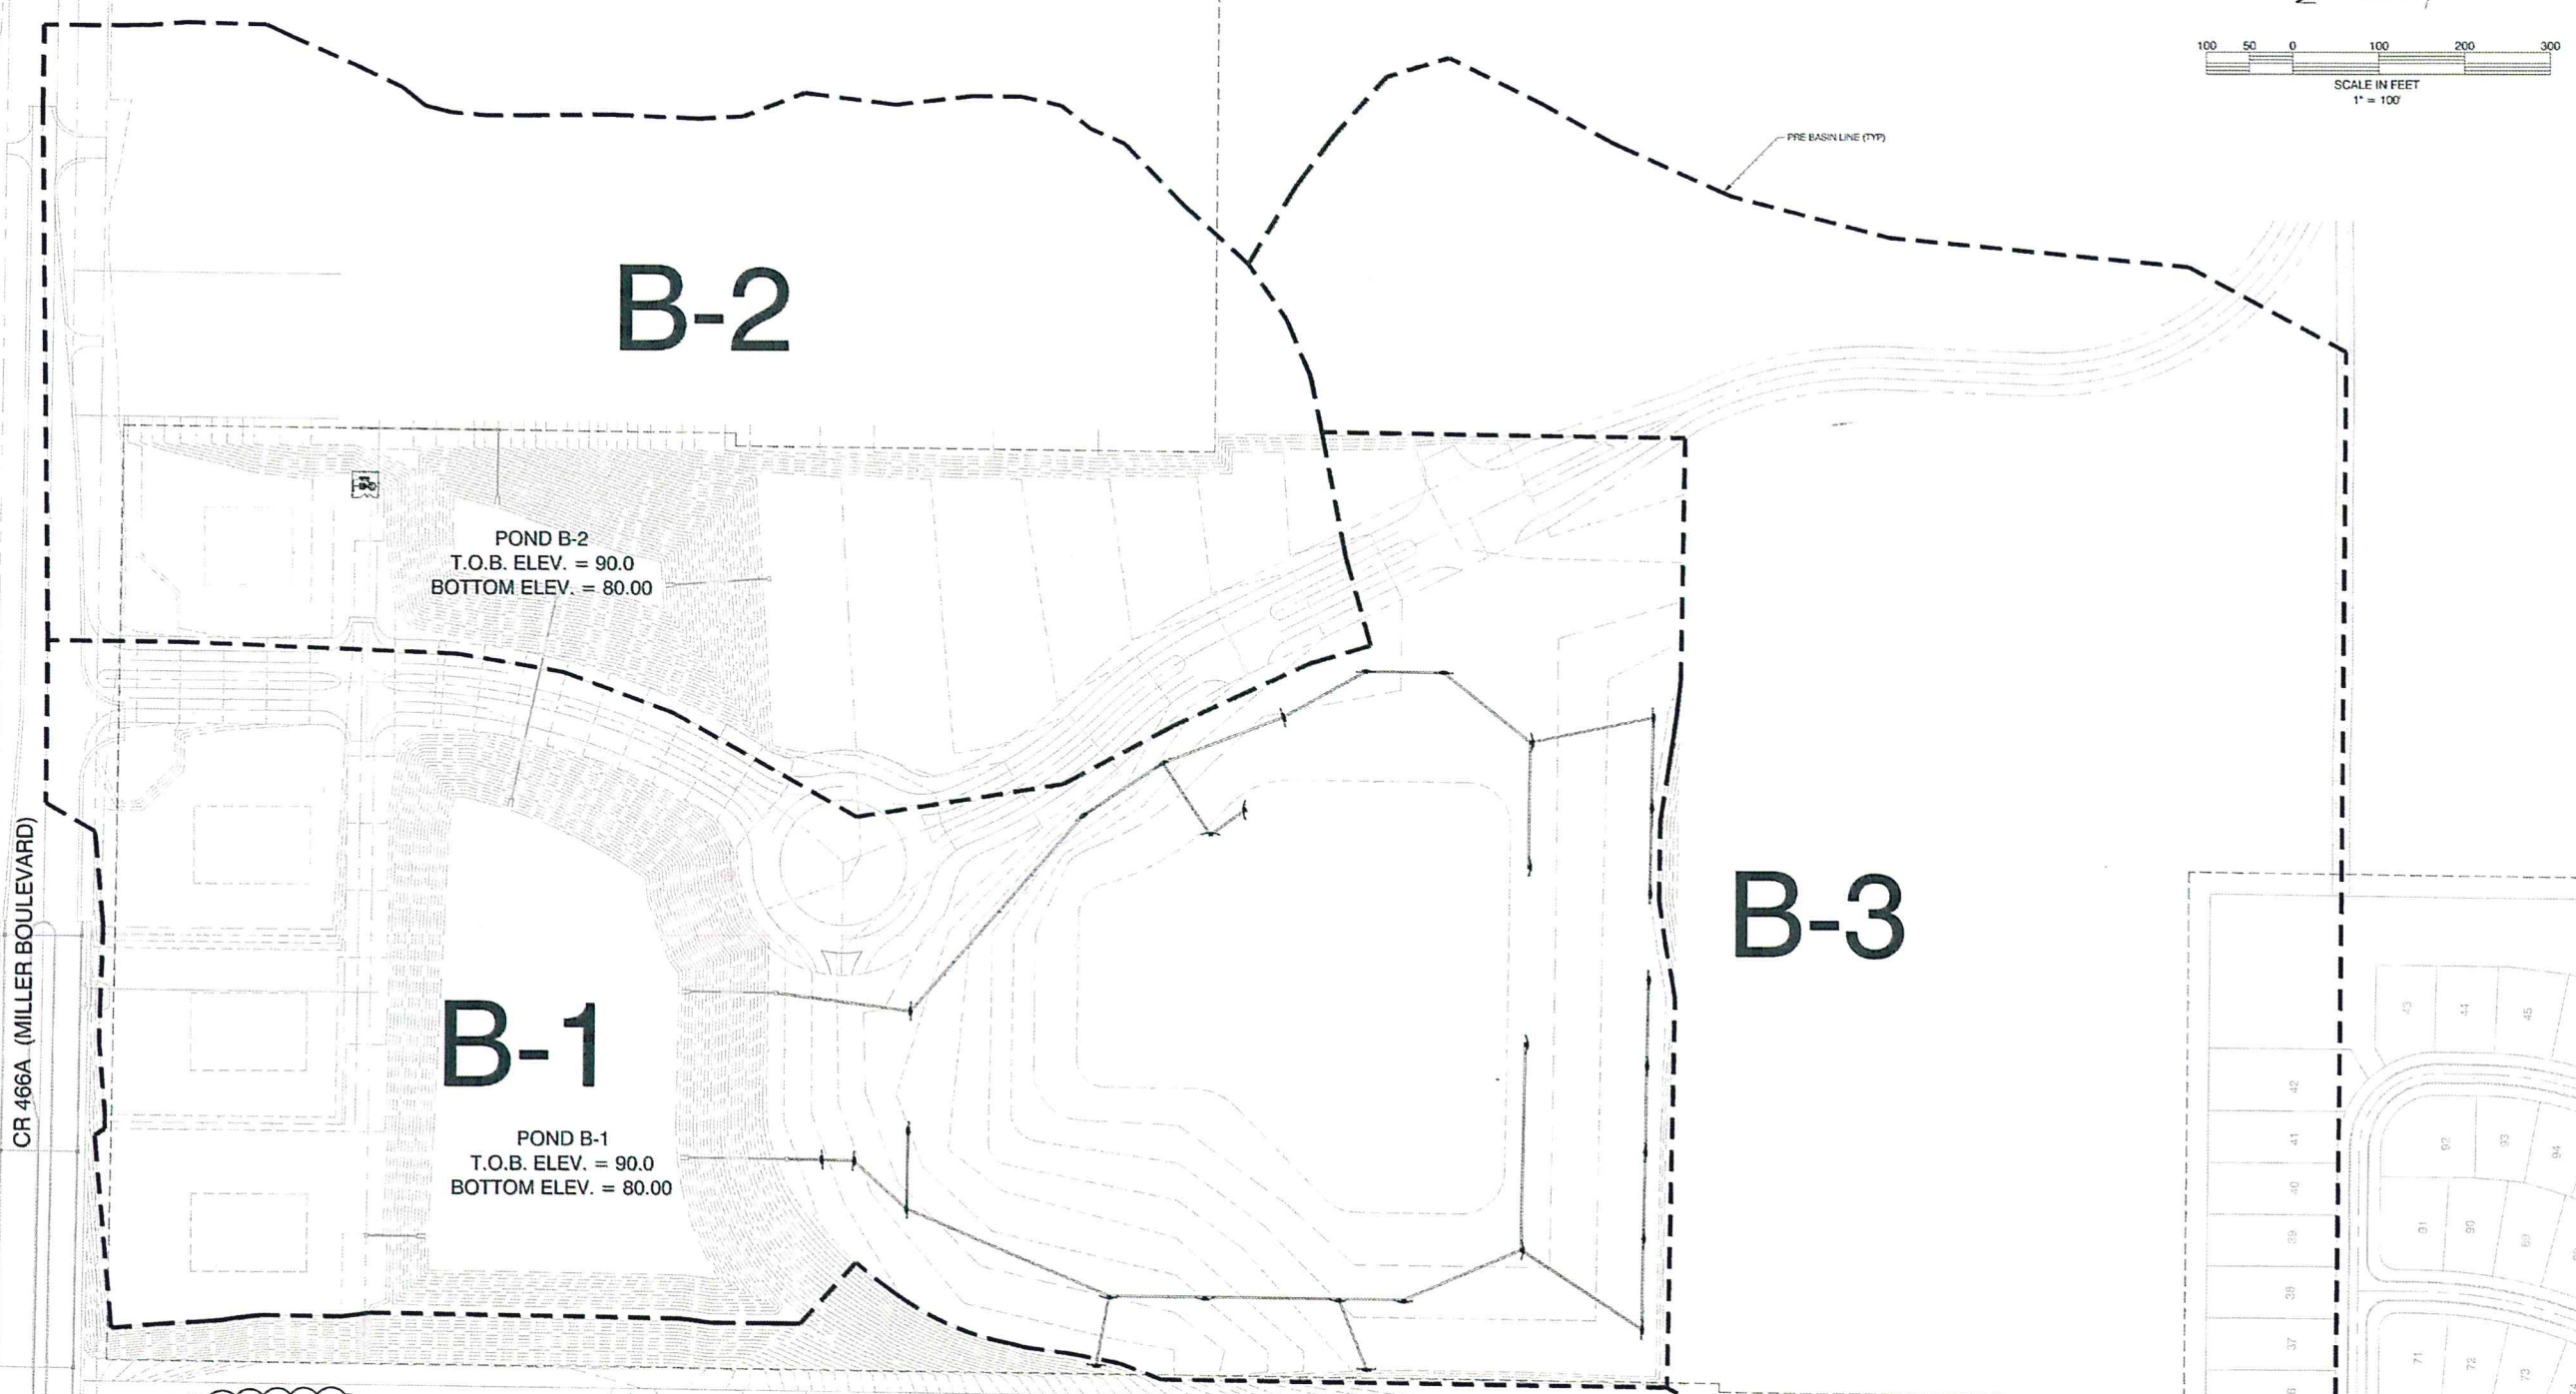 100 50 0 100 200 300
SCALE IN FEET
1" = 100'
PRE BASIN LINE (TYP)
B-2
POND B-2
T.O.B. ELEV. = 90.0
BOTTOM ELEV. = 80.00
B-3
CR 466A (MILLER BOULEVARD)
B-1
POND B-1
T.O.B. ELEV. = 90.0
BOTTOM ELEV. = 80.00
43
44
45
42
41
40
39
38
37
92
93
94
91
90
89
71
72
73